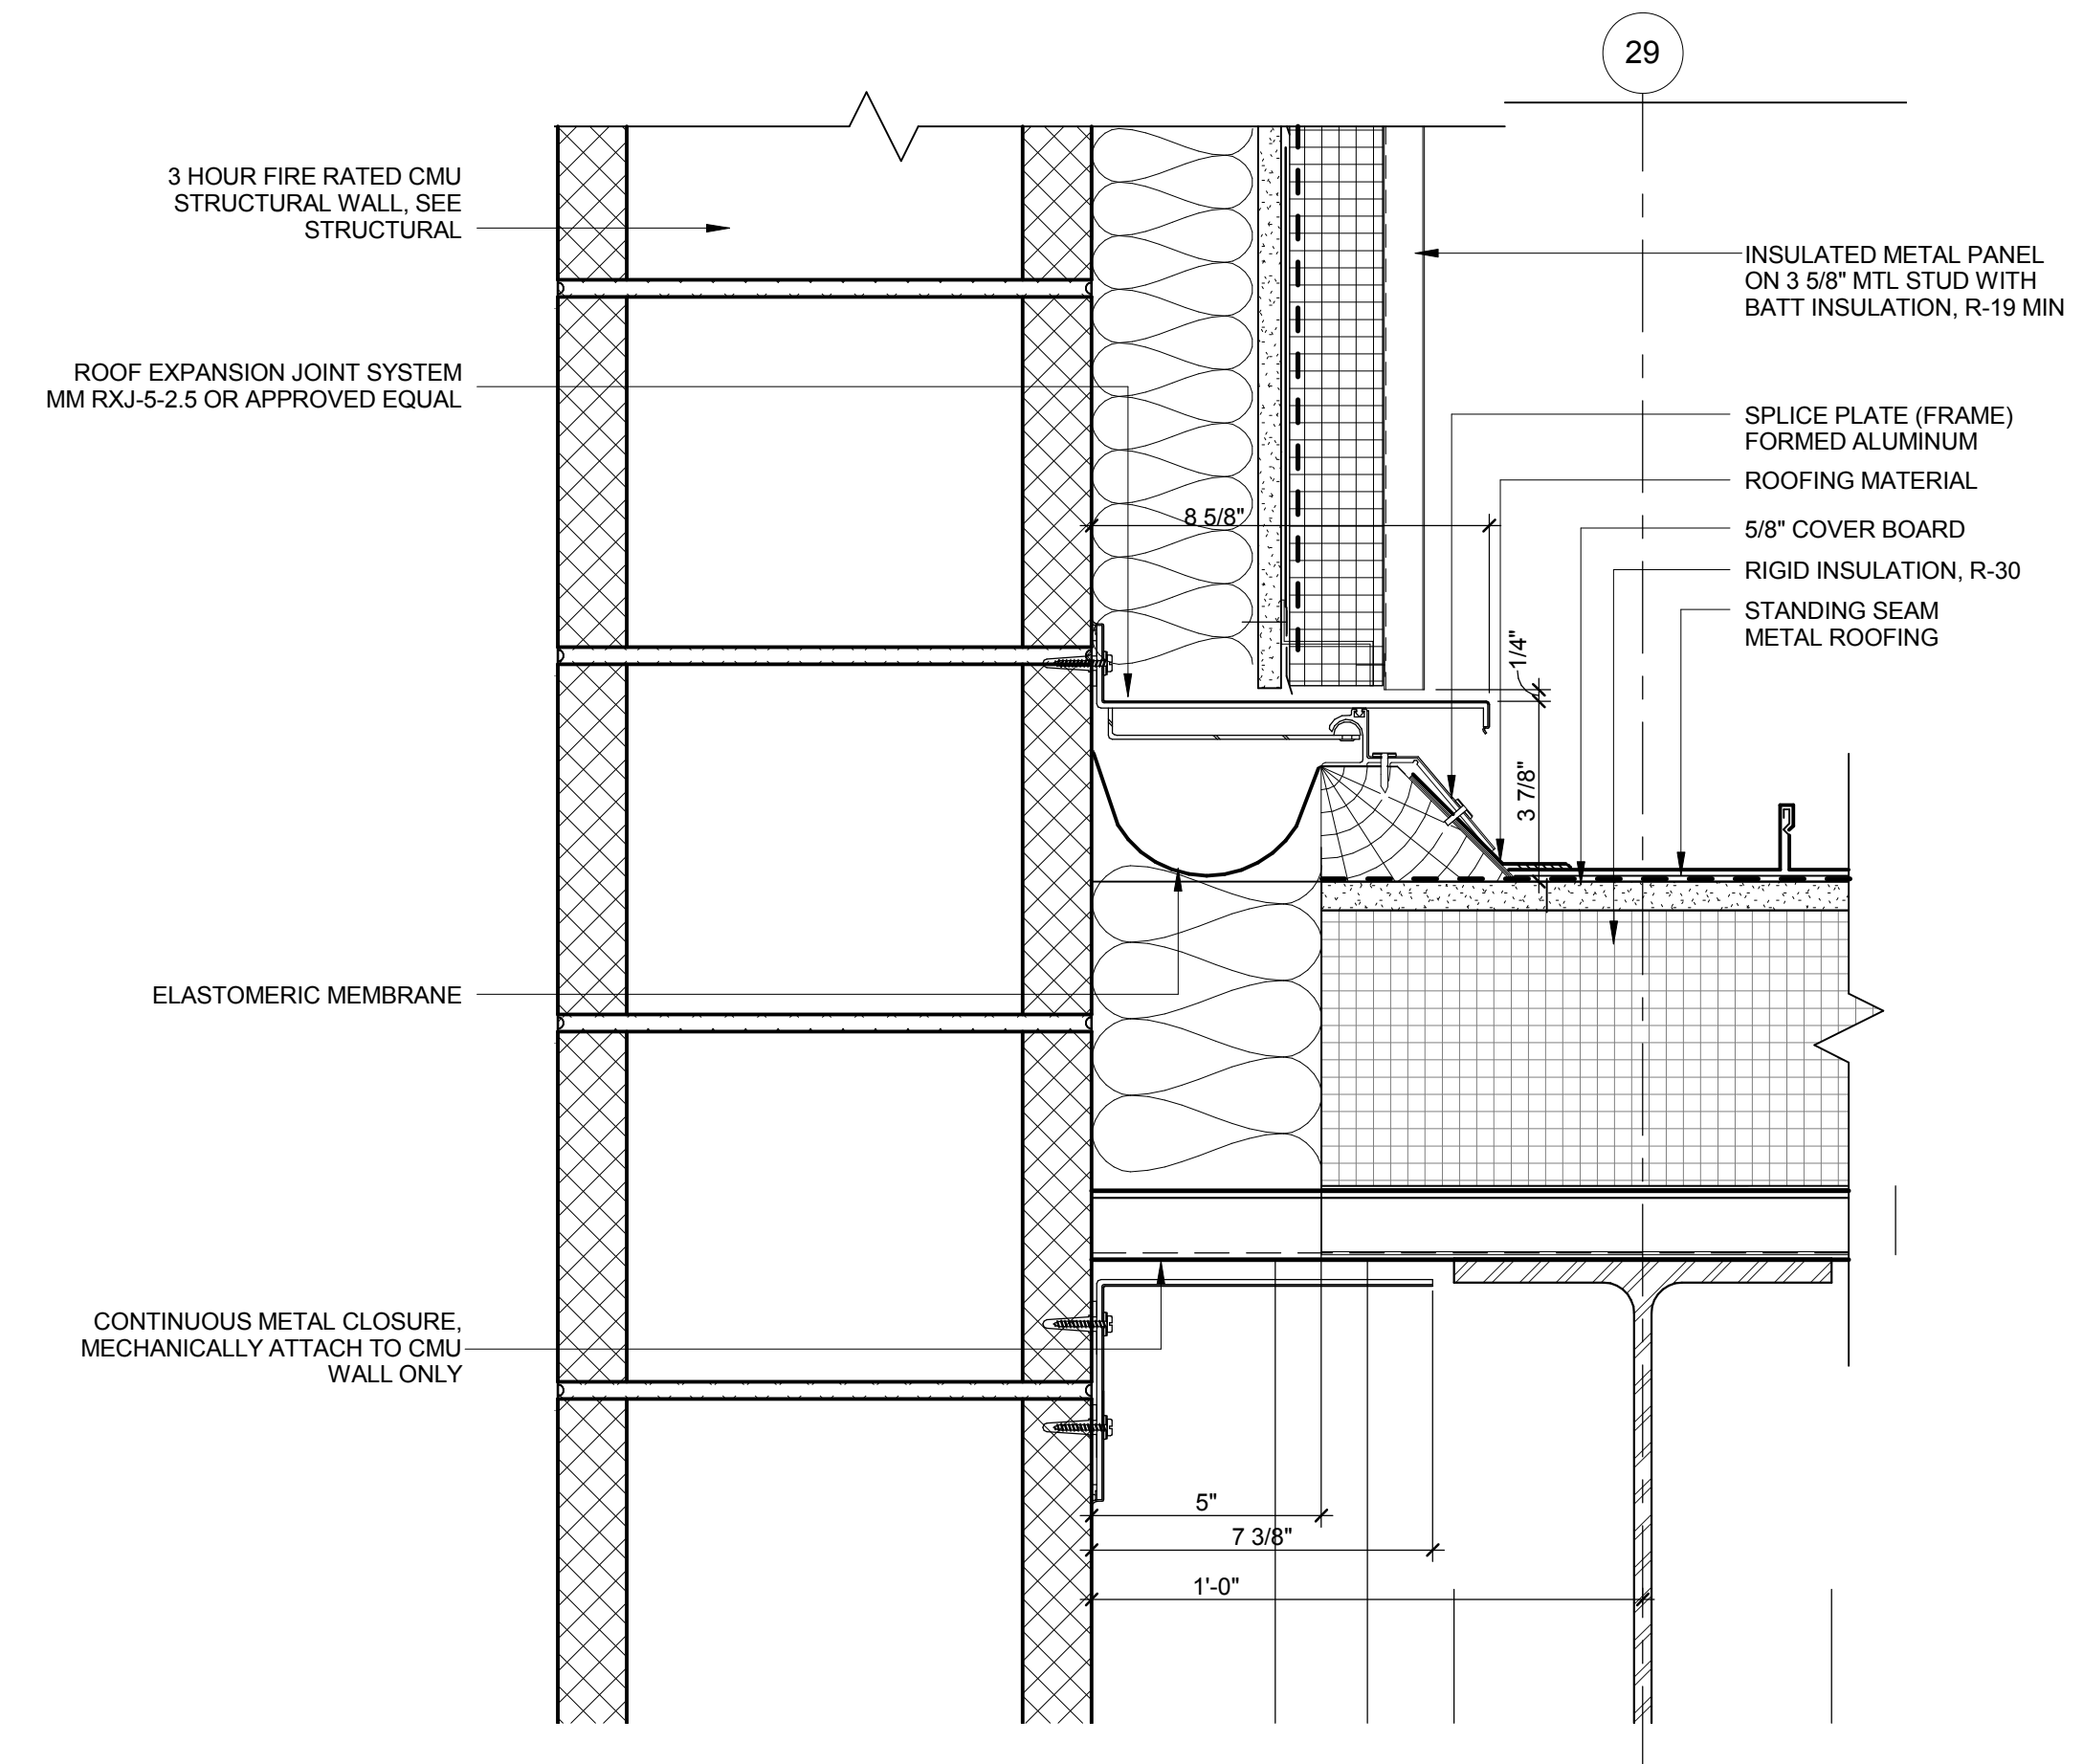 29
3 HOUR FIRE RATED CMU
STRUCTURAL WALL, SEE
STRUCTURAL
INSULATED METAL PANEL
ON 3 5/8" MTL STUD WITH
BATT INSULATION, R-19 MIN
ROOF EXPANSION JOINT SYSTEM
MM RXJ-5-2.5 OR APPROVED EQUAL
SPLICE PLATE (FRAME)
FORMED ALUMINUM
ROOFING MATERIAL
8 5/8"
5/8" COVER BOARD
RIGID INSULATION, R-30
STANDING SEAM
METAL ROOFING
1/4"
3 7/8"
ELASTOMERIC MEMBRANE
CONTINUOUS METAL CLOSURE,
MECHANICALLY ATTACH TO CMU
WALL ONLY
5"
7 3/8"
1'-0"